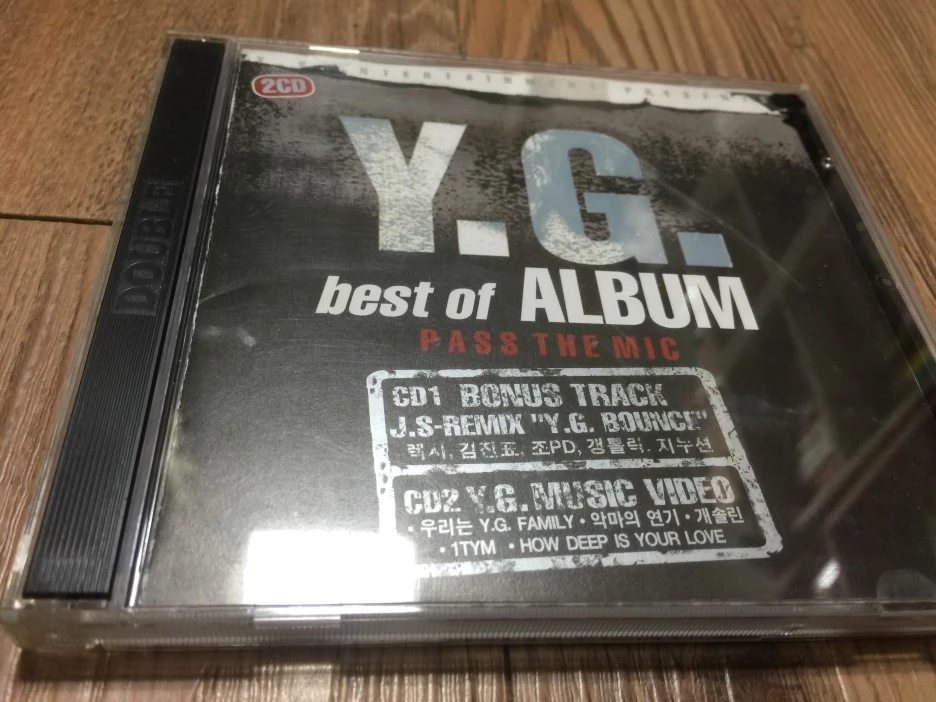 ENTERTAINMENT PRESENT
2CD
Y.G.
best of ALBUM
PASS THE MIC
CD1 BONUS TRACK
J.S-REMIX "Y.G. BOUNCE"
렉시, 김진표, 조PD, 갱톨릭, 지누션
CD2 Y.G. MUSIC VIDEO
· 우리는 Y.G. FAMILY · 악마의 연기 · 개솔린
· 1TYM · HOW DEEP IS YOUR LOVE
DOUBLE